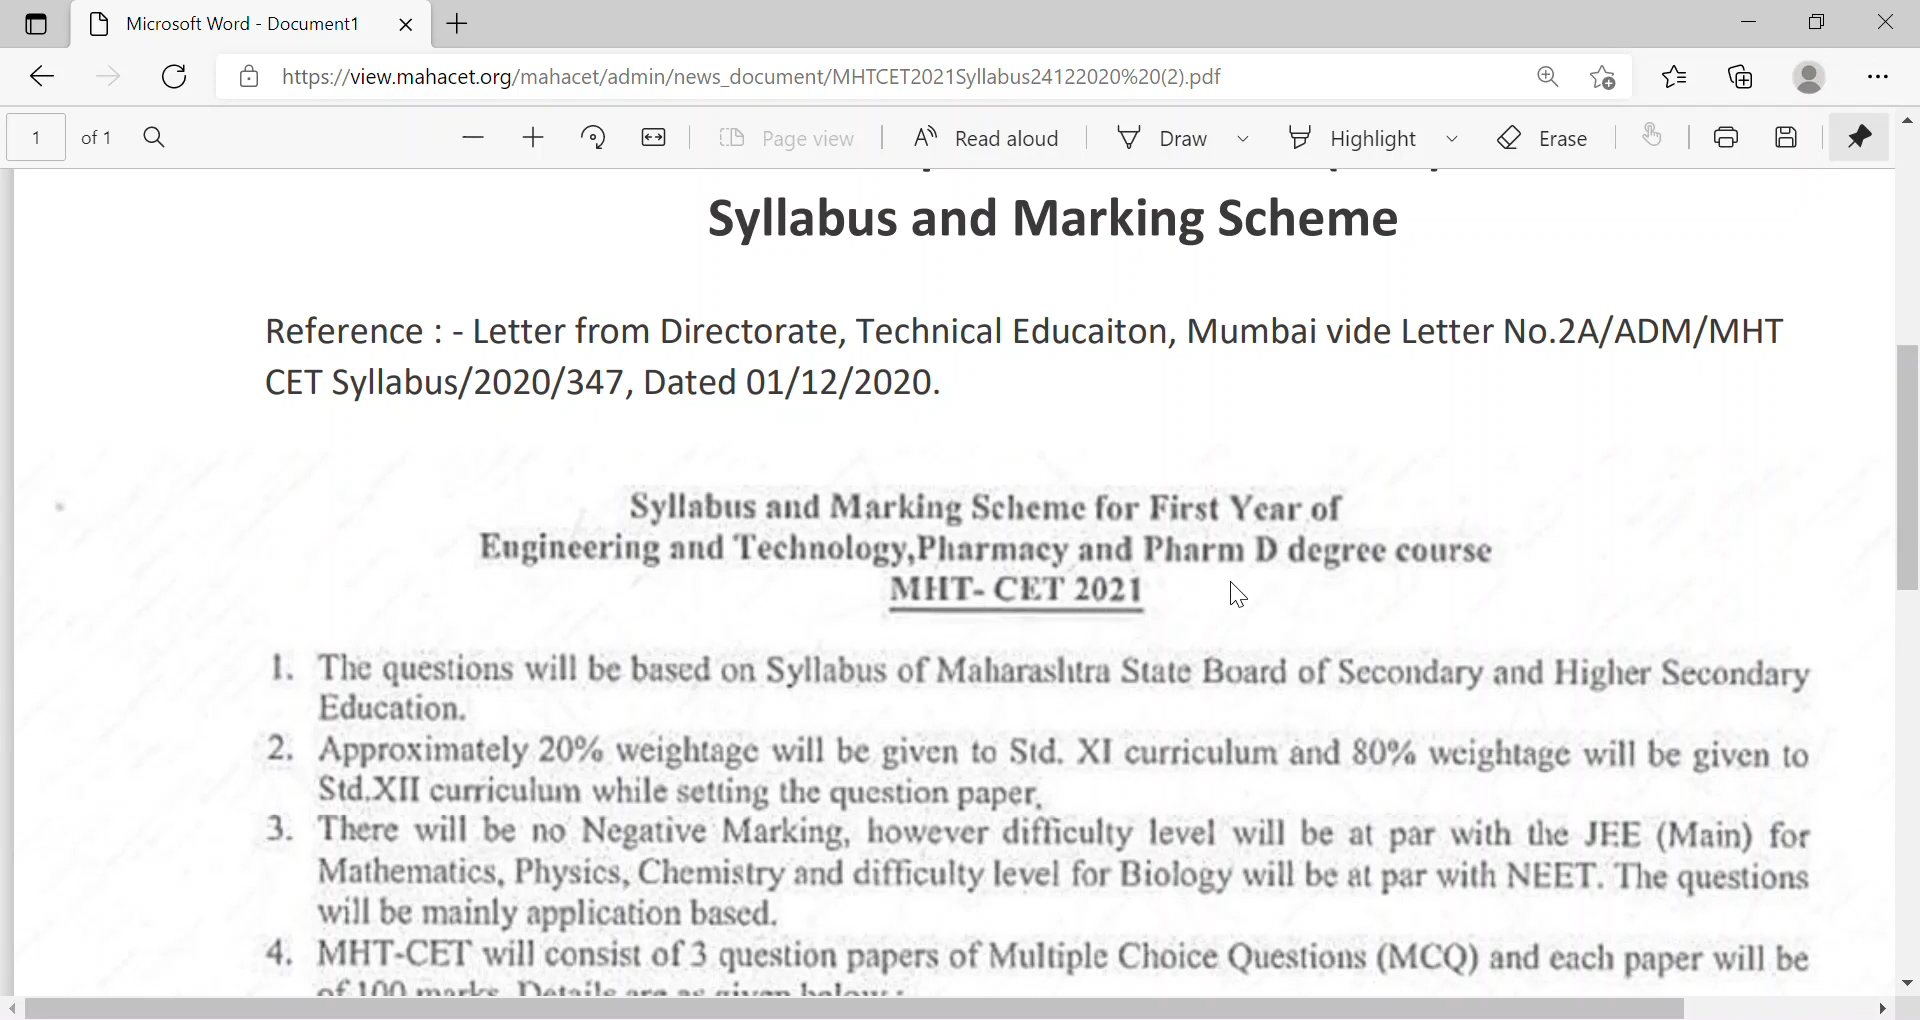 Microsoft Word - Document1
https://view.mahacet.org/mahacet/admin/news_document/MHTCET2021Syllabus24122020%20(2).pdf
1 of 1 Page view Read aloud Draw Highlight Erase
Syllabus and Marking Scheme
Reference : - Letter from Directorate, Technical Educaiton, Mumbai vide Letter No.2A/ADM/MHT
CET Syllabus/2020/347, Dated 01/12/2020.
Syllabus and Marking Scheme for First Year of
Engineering and Technology,Pharmacy and Pharm D degree course
MHT- CET 2021
1. The questions will be based on Syllabus of Maharashtra State Board of Secondary and Higher Secondary
Education.
2. Approximately 20% weightage will be given to Std. XI curriculum and 80% weightage will be given to
Std.XII curriculum while setting the question paper.
3. There will be no Negative Marking, however difficulty level will be at par with the JEE (Main) for
Mathematics, Physics, Chemistry and difficulty level for Biology will be at par with NEET. The questions
will be mainly application based.
4. MHT-CET will consist of 3 question papers of Multiple Choice Questions (MCQ) and each paper will be
of 100 marks. Details are as given below :